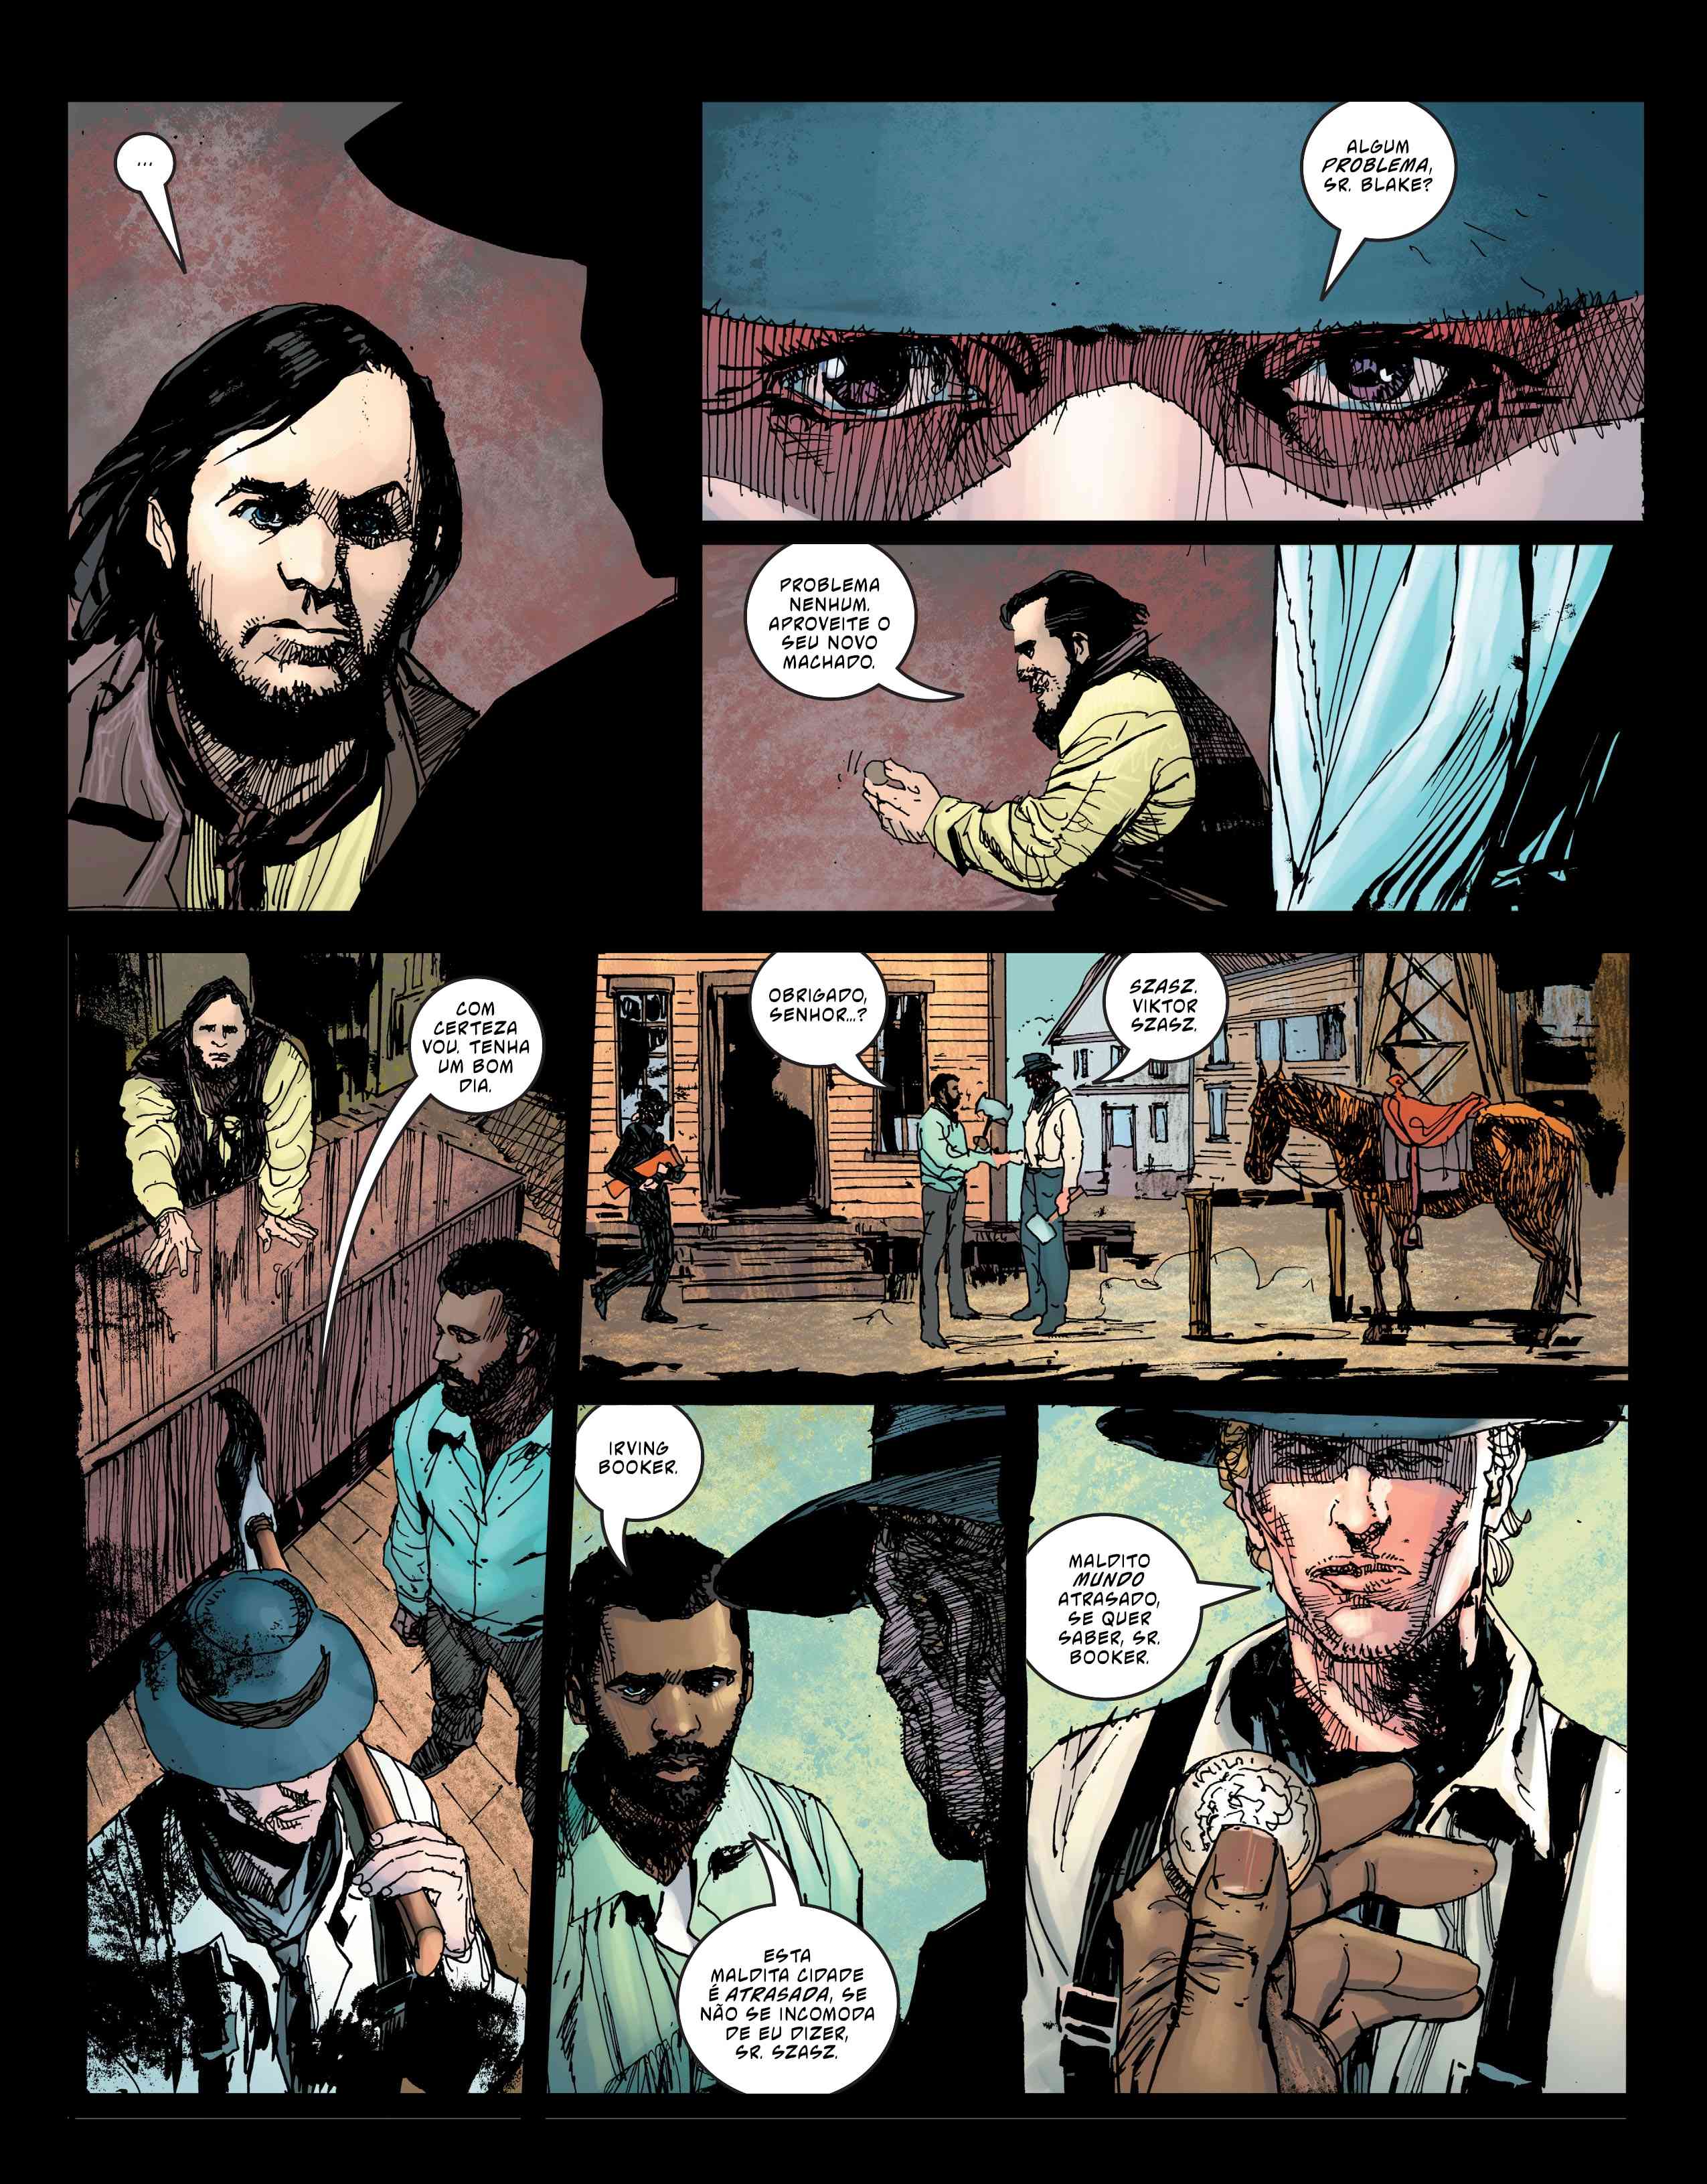 ...
ALGUM
PROBLEMA,
SR. BLAKE?
PROBLEMA
NENHUM.
APROVEITE O
SEU NOVO
MACHADO.
COM
CERTEZA
VOU. TENHA
UM BOM
DIA.
OBRIGADO,
SENHOR...?
SZASZ.
VIKTOR
SZASZ.
IRVING
BOOKER.
ESTA
MALDITA CIDADE
É ATRASADA, SE
NÃO SE INCOMODA
DE EU DIZER,
SR. SZASZ.
MALDITO
MUNDO
ATRASADO,
SE QUER
SABER, SR.
BOOKER.